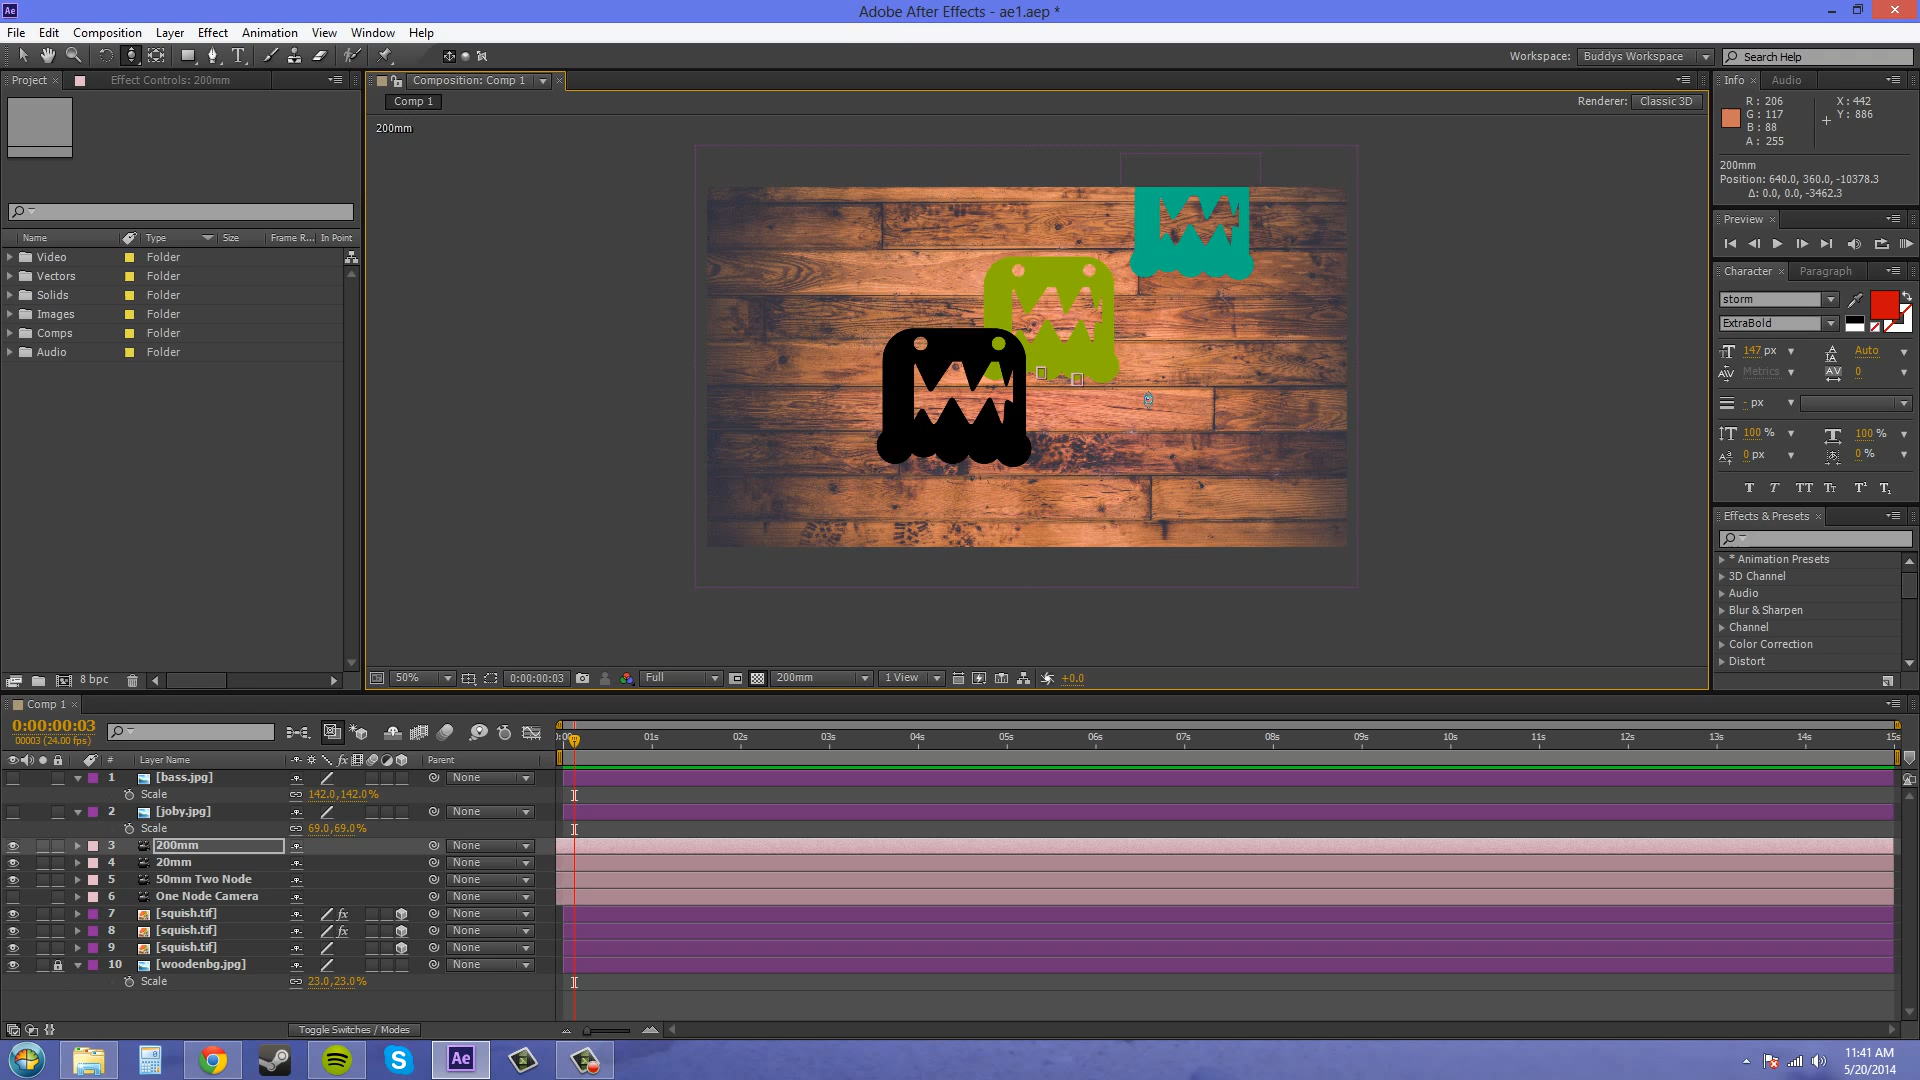 Ae
Adobe After Effects - ae1.aep *
File Edit Composition Layer Effect Animation View Window Help
Workspace: Buddys Workspace
Search Help
Project
Effect Controls: 200mm
Name Type Size Frame R... In Point
Video Folder
Vectors Folder
Solids Folder
Images Folder
Comps Folder
Audio Folder
8 bpc
Composition: Comp 1
Comp 1
Renderer: Classic 3D
200mm
50%
0:00:00:03
Full
200mm
1 View
+0.0
Info Audio
R: 206
G: 117
B: 88
A: 255
X: 442
Y: 886
200mm
Position: 640.0, 360.0, -10378.3
Δ: 0.0, 0.0, -3462.3
Preview
Character Paragraph
storm
ExtraBold
147 px Auto
Metrics 0
- px
100 % 100 %
0 px 0 %
T T TT Tt T¹ T₁
Effects & Presets
* Animation Presets
3D Channel
Audio
Blur & Sharpen
Channel
Color Correction
Distort
Comp 1
0:00:00:03
00003 (24.00 fps)
# Layer Name Parent
01s 02s 03s 04s 05s 06s 07s 08s 09s 10s 11s 12s 13s 14s 15s
1 [bass.jpg] None
Scale 142.0,142.0%
2 [joby.jpg] None
Scale 69.0,69.0%
3 200mm None
4 20mm None
5 50mm Two Node None
6 One Node Camera None
7 [squish.tif] fx None
8 [squish.tif] fx None
9 [squish.tif] None
10 [woodenbg.jpg] None
Scale 23.0,23.0%
Toggle Switches / Modes
Ae
11:41 AM
5/20/2014